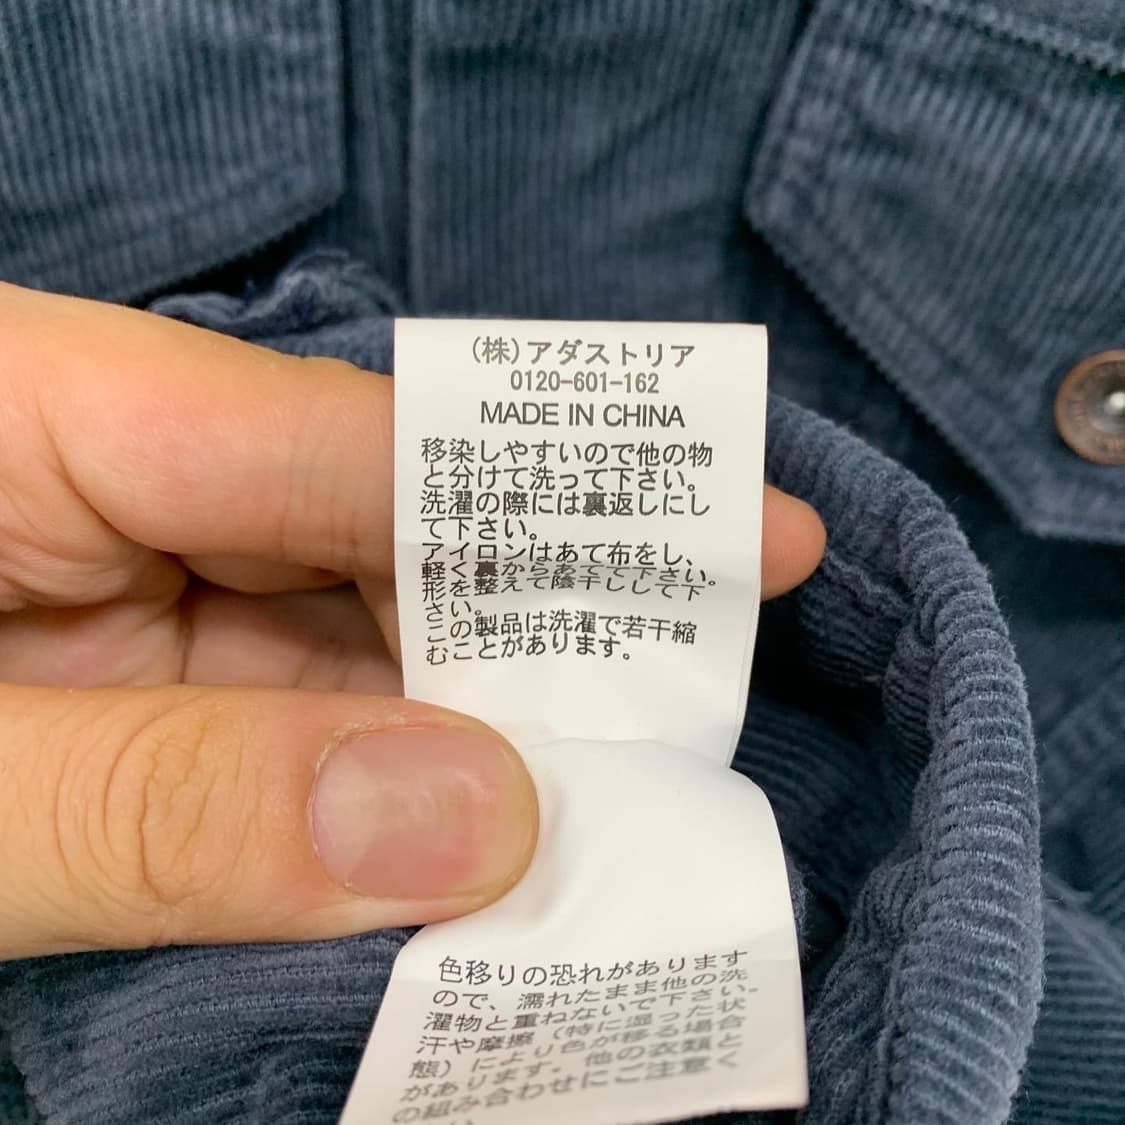 (株)アダストリア
0120-601-162
MADE IN CHINA
移染しやすいので他の物
と分けて洗って下さい。
洗濯の際には裏返しにし
て下さい。
アイロンはあて布をし、
軽く裏からあてて下さい。
形を整えて陰干しして下
さい。
この製品は洗濯で若干縮
むことがあります。
色移りの恐れがあります
ので、濡れたまま他の洗
濯物と重ねないで下さい。
汗や摩擦(特に湿った状
態)により色が移る場合
があります。他の衣類と
の組み合わせにご注意く